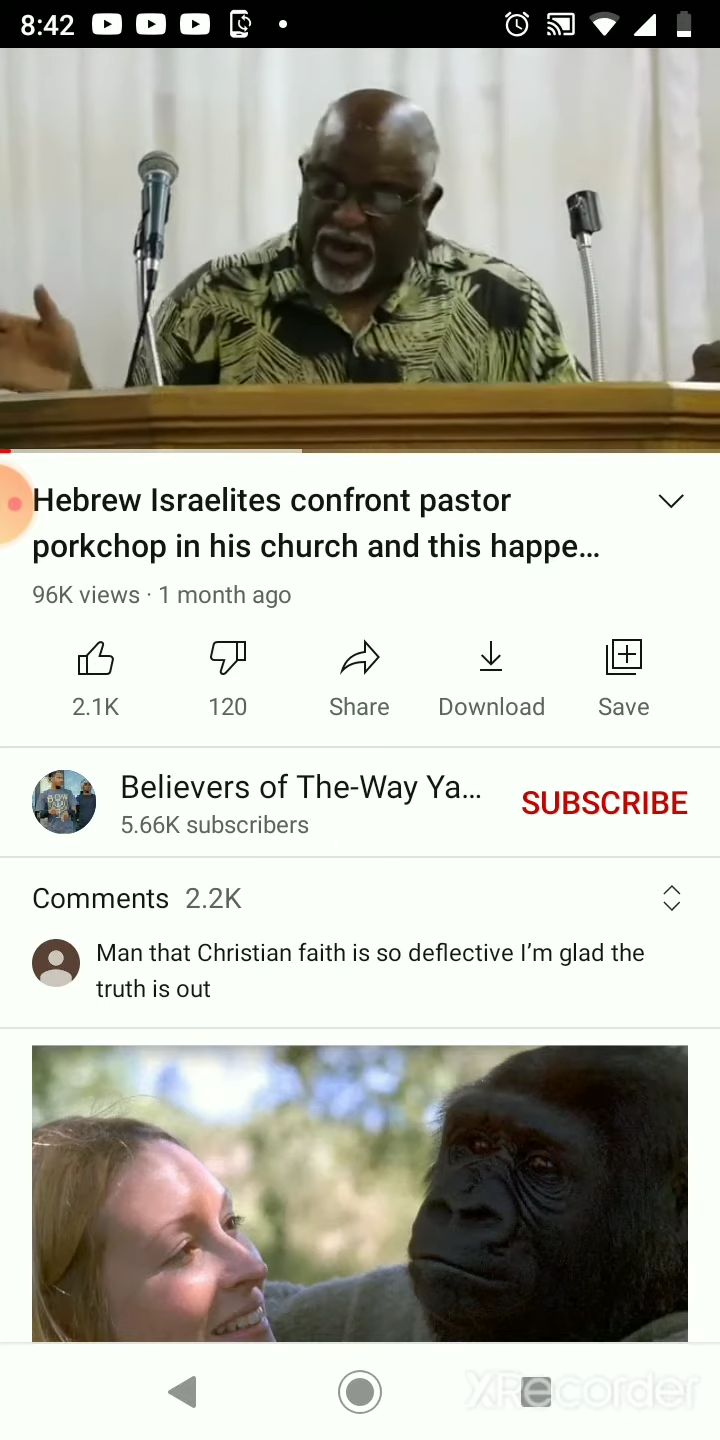 8:42
Hebrew Israelites confront pastor
porkchop in his church and this happe...
96K views · 1 month ago
2.1K
120
Share
Download
Save
Believers of The-Way Ya...
SUBSCRIBE
5.66K subscribers
Comments 2.2K
Man that Christian faith is so deflective I'm glad the
truth is out
XRecorder